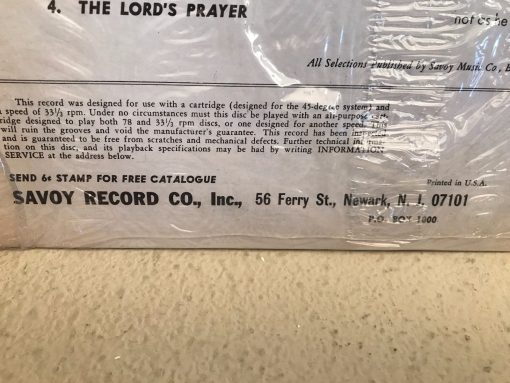 4. THE LORD'S PRAYER
not as he
All Selections Published by Savoy Music Co., B
This record was designed for use with a cartridge (designed for the 45-degree system) and
speed of 33⅓ rpm. Under no circumstances must this disc be played with an all-purpose
ridge designed to play both 78 and 33⅓ rpm discs, or one designed for another speed.
will ruin the grooves and void the manufacturer's guarantee. This record has been
and is guaranteed to be free from scratches and mechanical defects. Further technical
tion on this disc, and its playback specifications may be had by writing INFORMATION
SERVICE at the address below.
SEND 6¢ STAMP FOR FREE CATALOGUE
Printed in U.S.A.
SAVOY RECORD CO., Inc., 56 Ferry St., Newark, N. J. 07101
P.O. BOX 1000